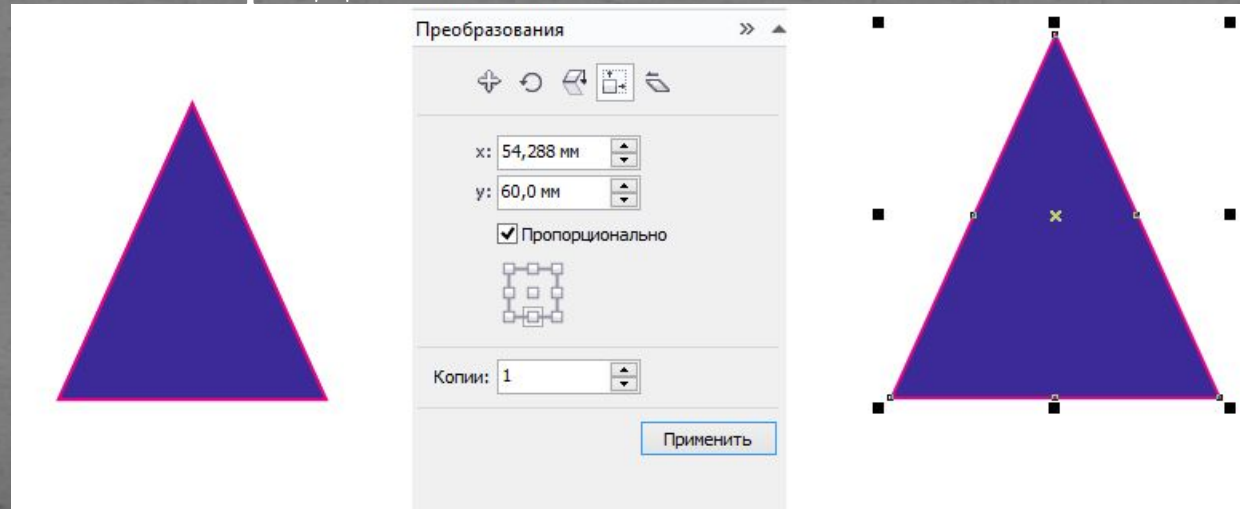 Преобразования
x: 54,288 мм
y: 60,0 мм
Пропорционально
Копии: 1
Применить